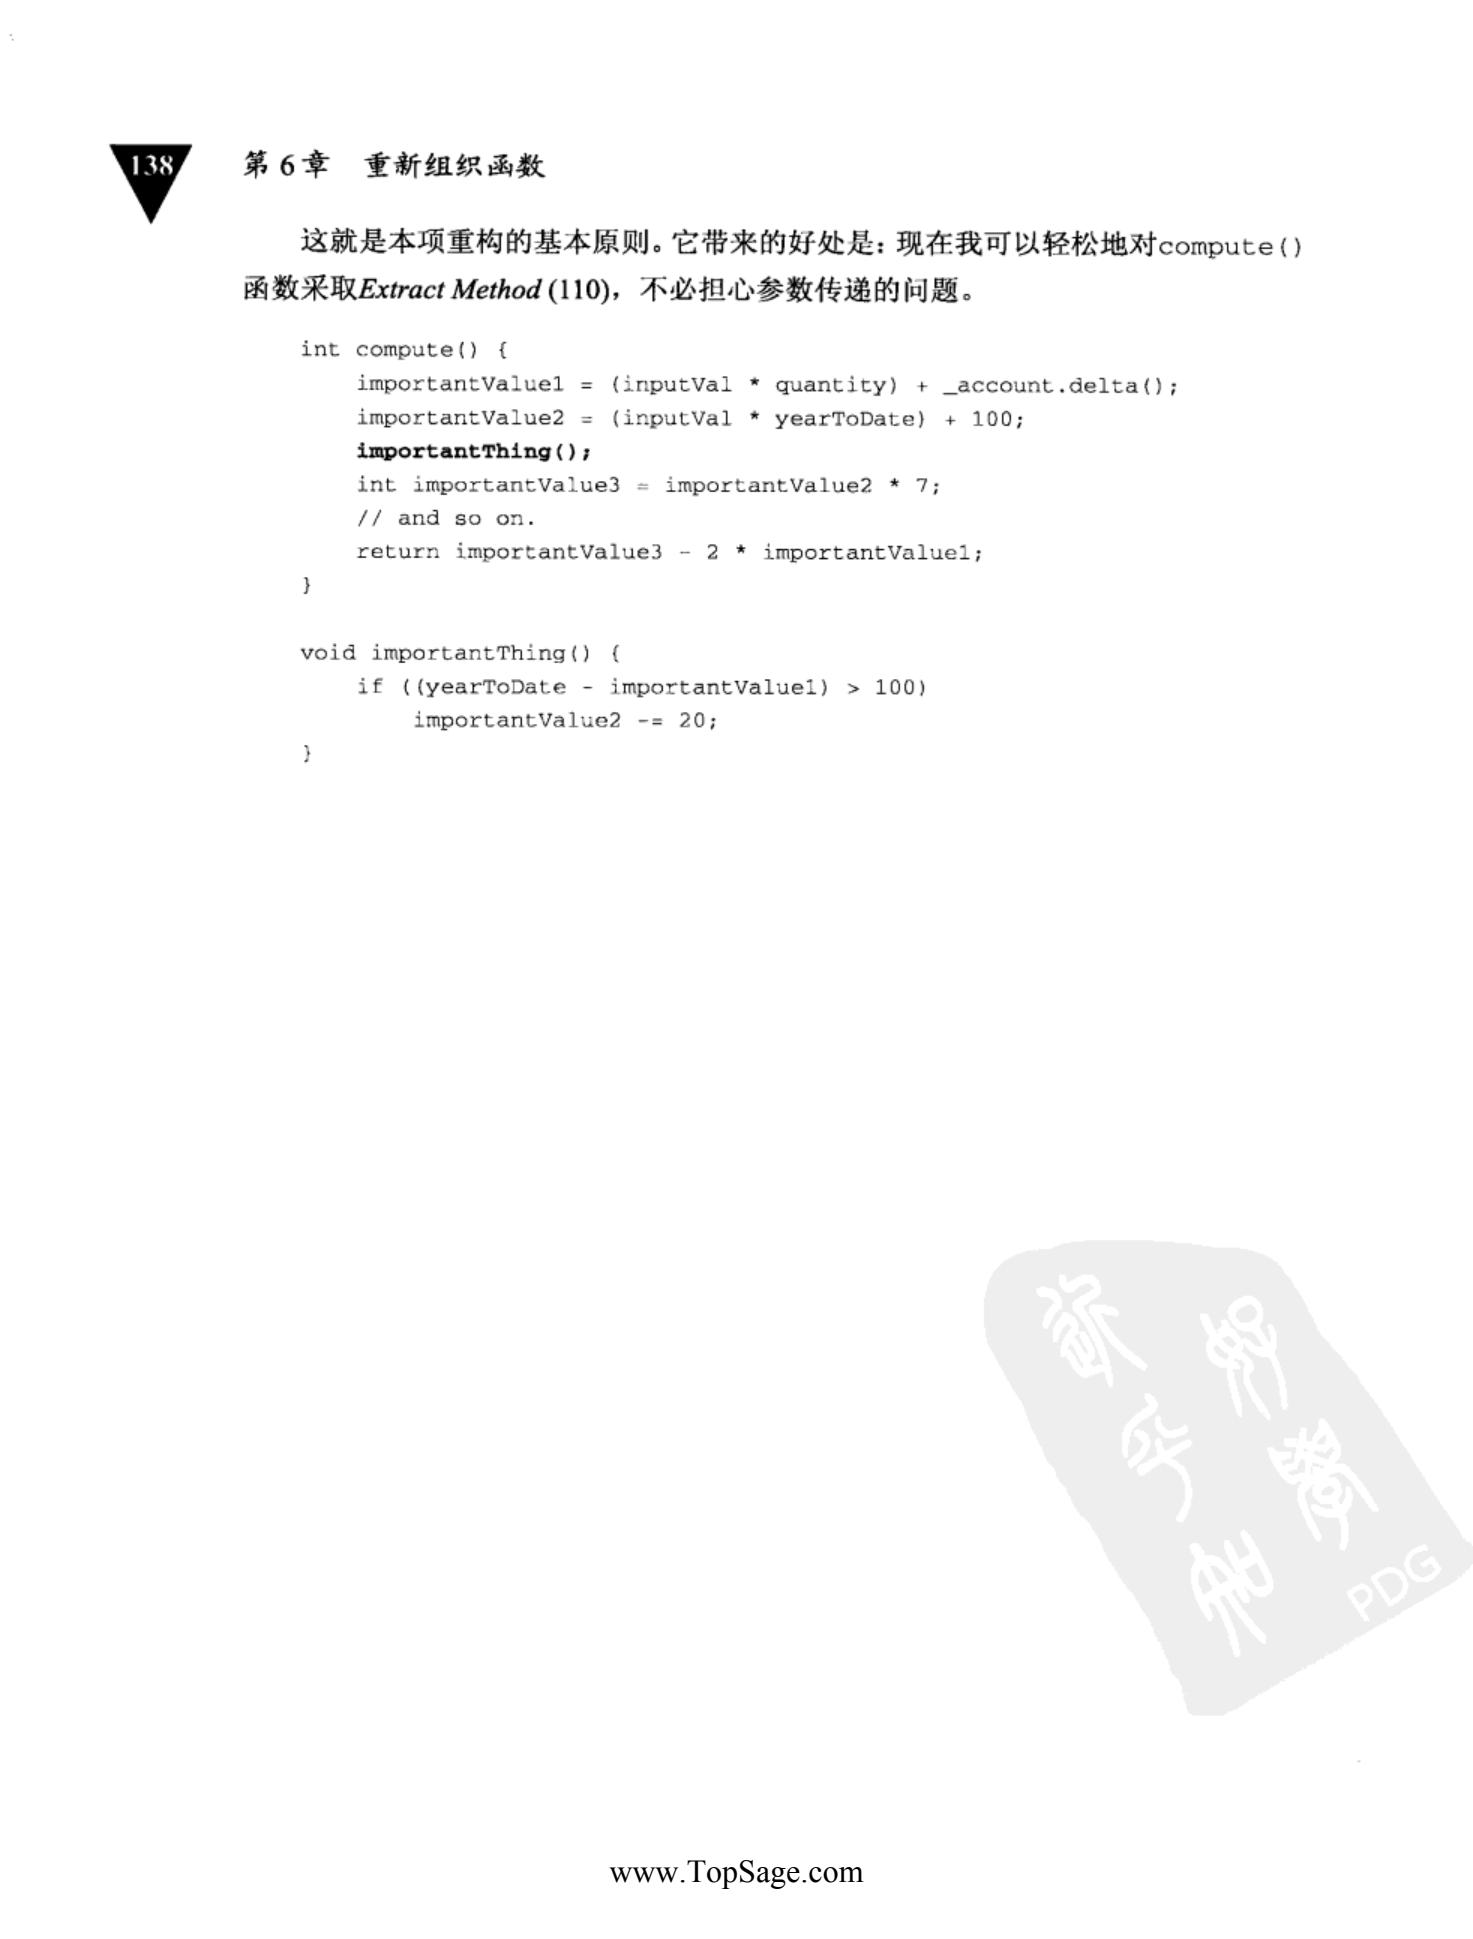 138
第 6 章 重新组织函数
这就是本项重构的基本原则。它带来的好处是：现在我可以轻松地对compute()
函数采取Extract Method (110)，不必担心参数传递的问题。
int compute() {
importantValue1 = (inputVal * quantity) + _account.delta();
importantValue2 = (inputVal * yearToDate) + 100;
importantThing();
int importantValue3 = importantValue2 * 7;
// and so on.
return importantValue3 - 2 * importantValue1;
}
void importantThing() {
if ((yearToDate - importantValue1) > 100)
importantValue2 -= 20;
}
PDG
www.TopSage.com